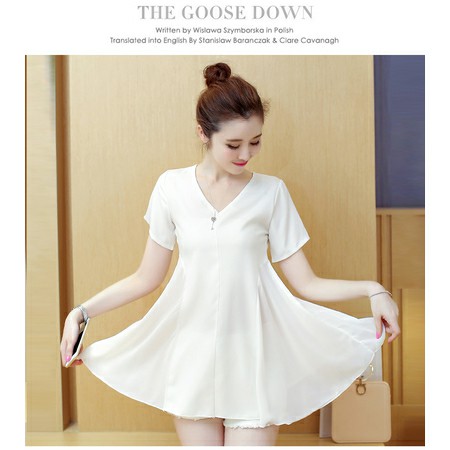 THE GOOSE DOWN
Written by Wislawa Szymborska in Polish
Translated into English By Stanislaw Baranczak & Clare Cavanagh